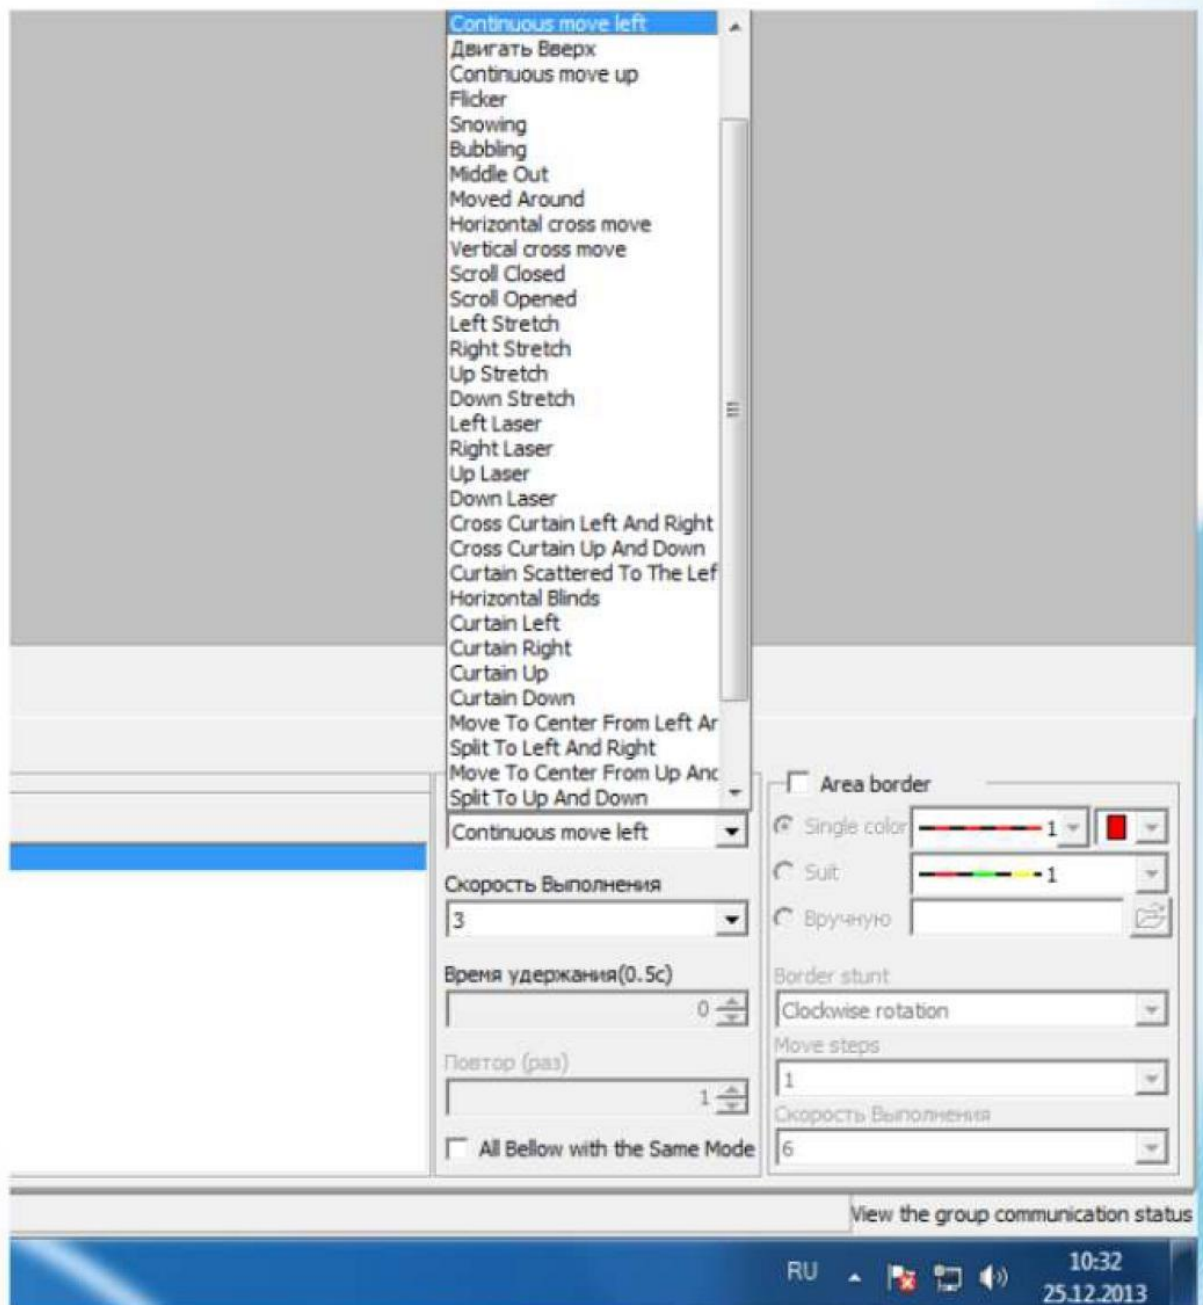 Continuous move left
Двигать Вверх
Continuous move up
Flicker
Snowing
Bubbling
Middle Out
Moved Around
Horizontal cross move
Vertical cross move
Scroll Closed
Scroll Opened
Left Stretch
Right Stretch
Up Stretch
Down Stretch
Left Laser
Right Laser
Up Laser
Down Laser
Cross Curtain Left And Right
Cross Curtain Up And Down
Curtain Scattered To The Lef
Horizontal Blinds
Curtain Left
Curtain Right
Curtain Up
Curtain Down
Move To Center From Left Ar
Split To Left And Right
Move To Center From Up Anc
Split To Up And Down
Continuous move left
Скорость Выполнения
3
Время удержания(0.5с)
0
Повтор (раз)
1
All Bellow with the Same Mode
Area border
Single color 1
Suit 1
Вручную
Border stunt
Clockwise rotation
Move steps
1
Скорость Выполнения
6
View the group communication status
RU 10:32
25.12.2013